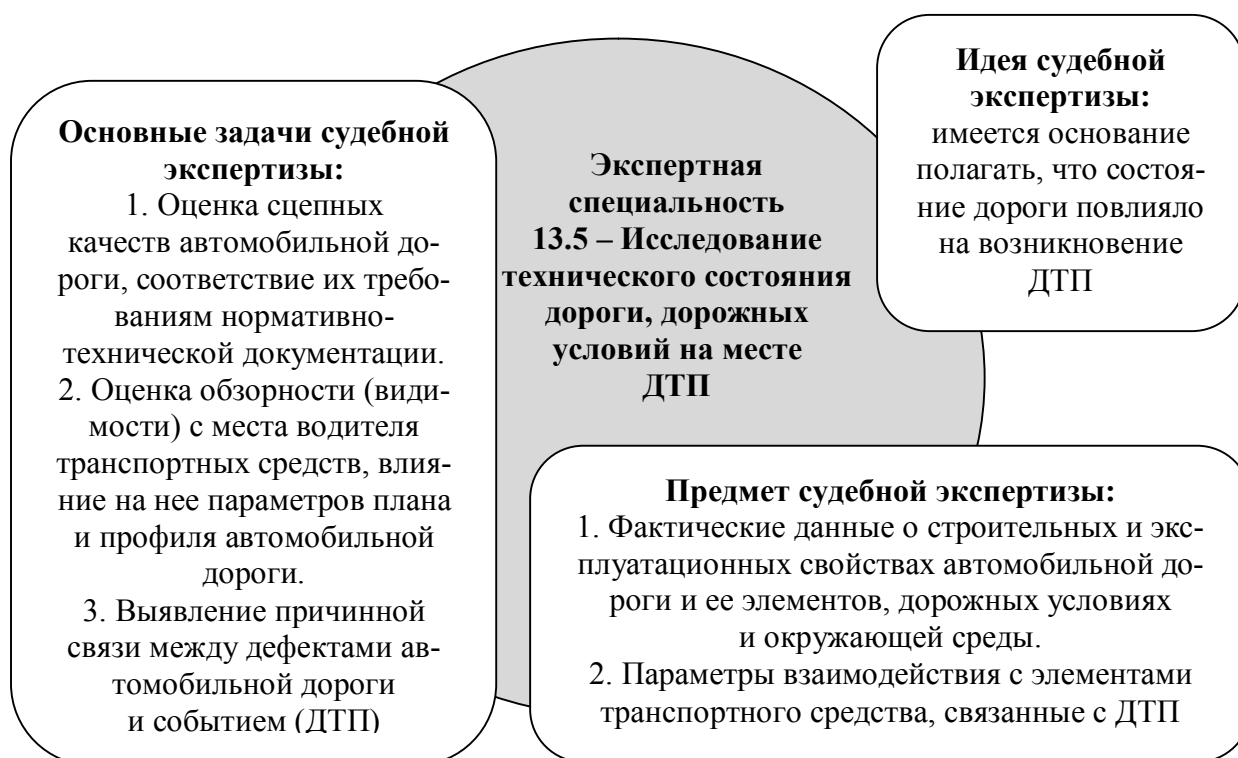 Основные задачи судебной
экспертизы:
1. Оценка сцепных
качеств автомобильной до-
роги, соответствие их требо-
ваниям нормативно-
технической документации.
2. Оценка обзорности (види-
мости) с места водителя
транспортных средств, влия-
ние на нее параметров плана
и профиля автомобильной
дороги.
3. Выявление причинной
связи между дефектами ав-
томобильной дороги
и событием (ДТП)
Экспертная
специальность
13.5 – Исследование
технического состояния
дороги, дорожных
условий на месте
ДТП
Идея судебной
экспертизы:
имеется основание
полагать, что состоя-
ние дороги повлияло
на возникновение
ДТП
Предмет судебной экспертизы:
1. Фактические данные о строительных и экс-
плуатационных свойствах автомобильной до-
роги и ее элементов, дорожных условиях
и окружающей среды.
2. Параметры взаимодействия с элементами
транспортного средства, связанные с ДТП